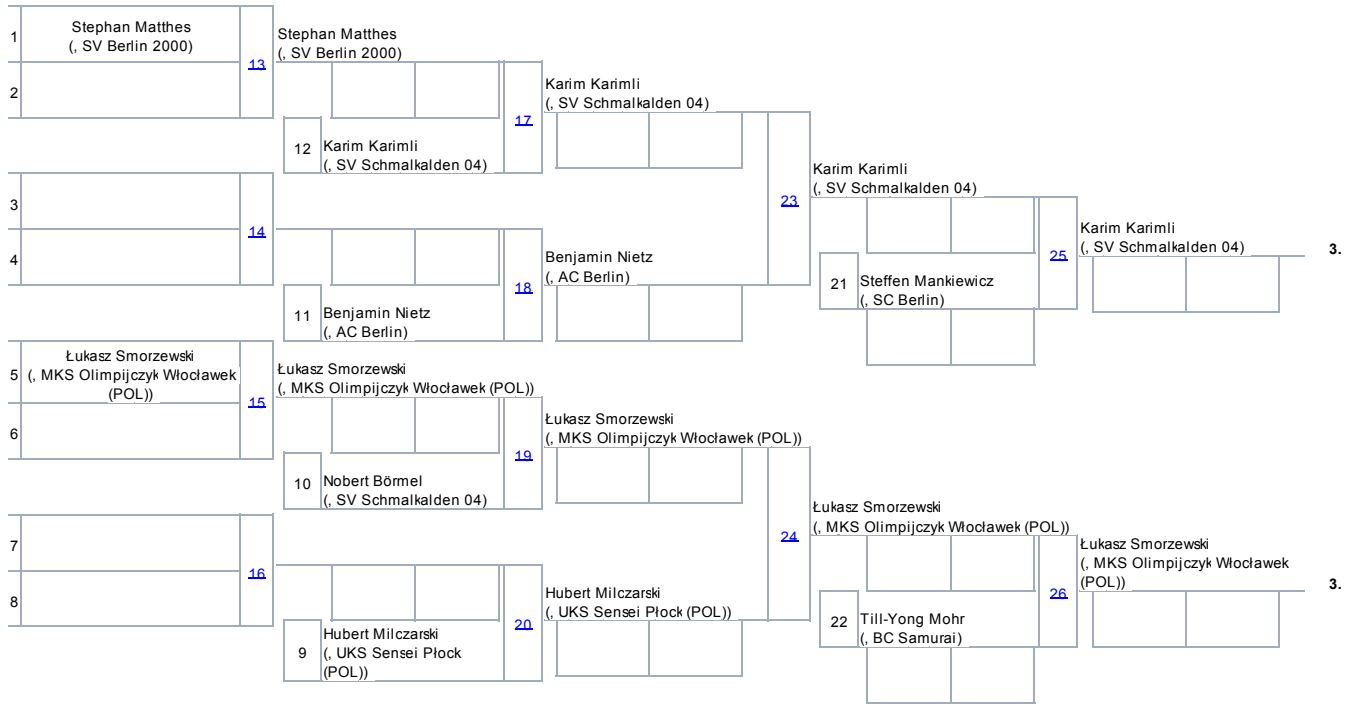 1
Stephan Matthes
(, SV Berlin 2000)
2
13
Stephan Matthes
(, SV Berlin 2000)
12
Karim Karimli
(, SV Schmalkalden 04)
17
Karim Karimli
(, SV Schmalkalden 04)
3
4
14
11
Benjamin Nietz
(, AC Berlin)
18
Benjamin Nietz
(, AC Berlin)
23
Karim Karimli
(, SV Schmalkalden 04)
21
Steffen Mankiewicz
(, SC Berlin)
25
Karim Karimli
(, SV Schmalkalden 04)
3.
5
Łukasz Smorzewski
(, MKS Olimpijczyk Włocławek
(POL))
6
15
Łukasz Smorzewski
(, MKS Olimpijczyk Włocławek (POL))
10
Nobert Börmel
(, SV Schmalkalden 04)
19
Łukasz Smorzewski
(, MKS Olimpijczyk Włocławek (POL))
7
8
16
9
Hubert Milczarski
(, UKS Sensei Płock
(POL))
20
Hubert Milczarski
(, UKS Sensei Płock (POL))
24
Łukasz Smorzewski
(, MKS Olimpijczyk Włocławek (POL))
22
Till-Yong Mohr
(, BC Samurai)
26
Łukasz Smorzewski
(, MKS Olimpijczyk Włocławek
(POL))
3.